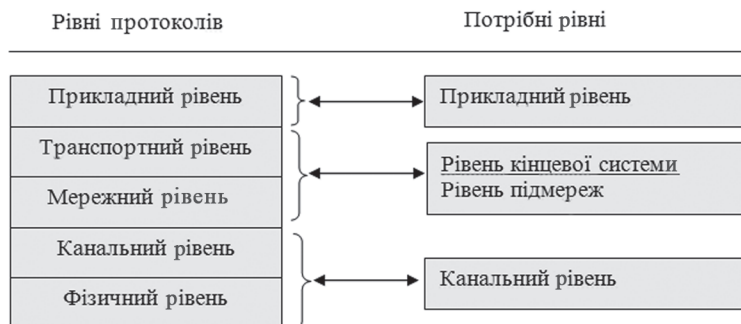 Рівні протоколів
Потрібні рівні
Прикладний рівень
Прикладний рівень
Транспортний рівень
Рівень кінцевої системи
Рівень підмереж
Мережний рівень
Канальний рівень
Канальний рівень
Фізичний рівень